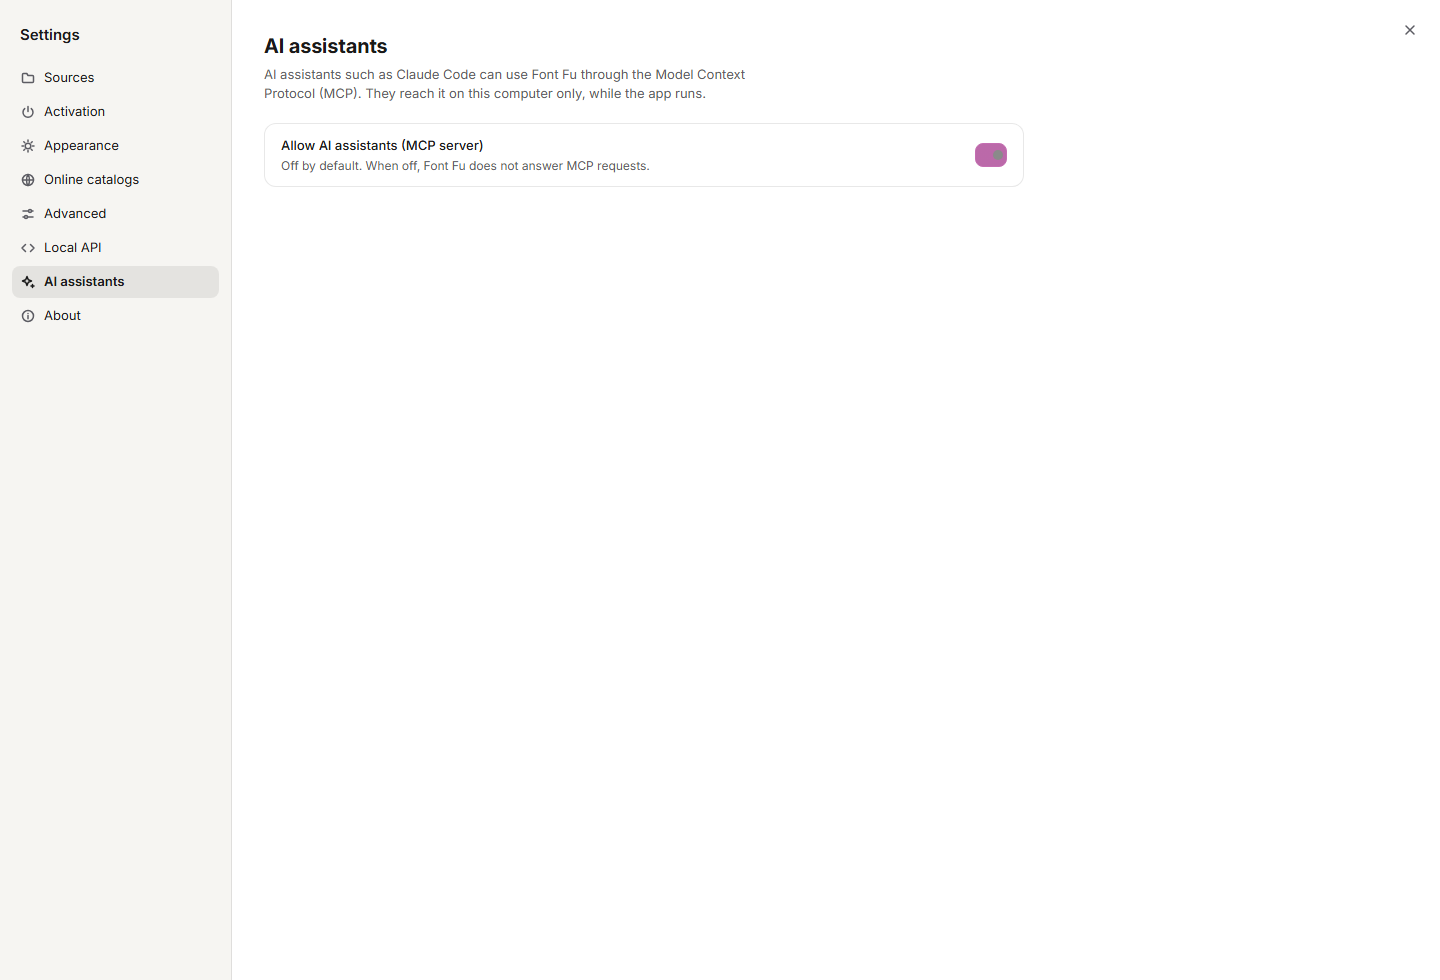 Settings
Sources
Activation
Appearance
Online catalogs
Advanced
Local API
AI assistants
About
AI assistants
AI assistants such as Claude Code can use Font Fu through the Model Context
Protocol (MCP). They reach it on this computer only, while the app runs.
Allow AI assistants (MCP server)
Off by default. When off, Font Fu does not answer MCP requests.